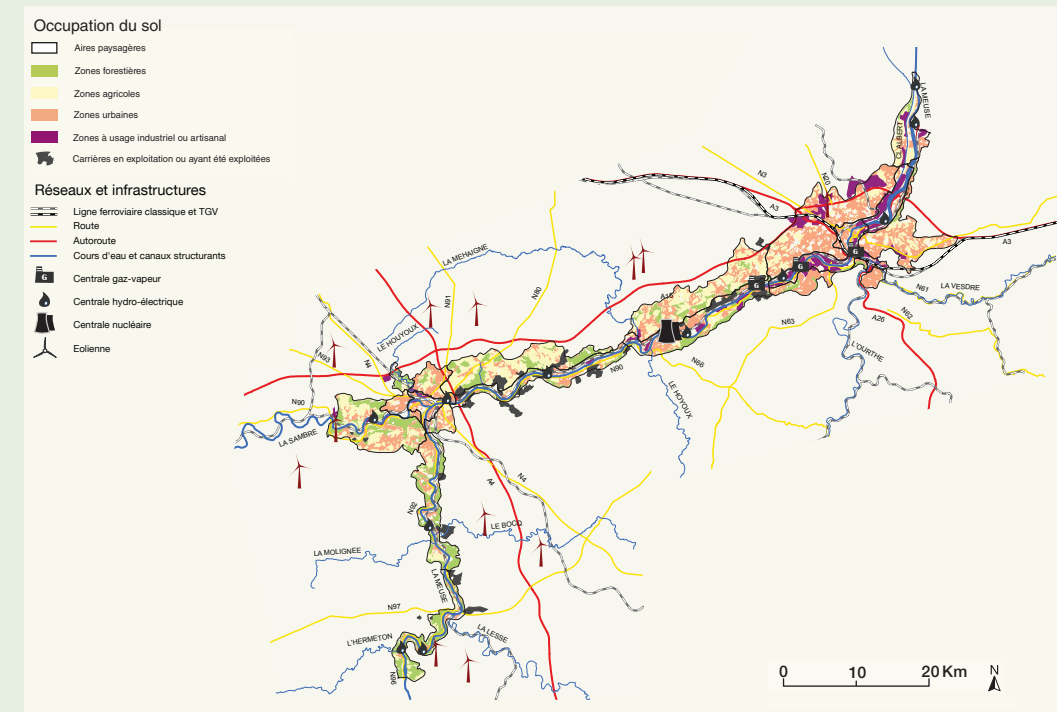 Occupation du sol
Aires paysagères
Zones forestières
Zones agricoles
Zones urbaines
Zones à usage industriel ou artisanal
Carrières en exploitation ou ayant été exploitées
Réseaux et infrastructures
Ligne ferroviaire classique et TGV
Route
Autoroute
Cours d'eau et canaux structurants
G
Centrale gaz-vapeur
Centrale hydro-électrique
Centrale nucléaire
Eolienne
LA MEUSE
CL ALBERT
N3
N20
A3
A3
LA MEHAIGNE
N91
N80
A15
G
G
G
N61
LA VESDRE
N62
A26
N63
L'OURTHE
LE HOUYOUX
N4
N93
N90
N66
LE HOYOUX
N90
LA SAMBRE
A4
N4
N92
LE BOCQ
LA MOLIGNÉE
LA MEUSE
N97
LA LESSE
L'HERMETON
N96
0
10
20 Km
N